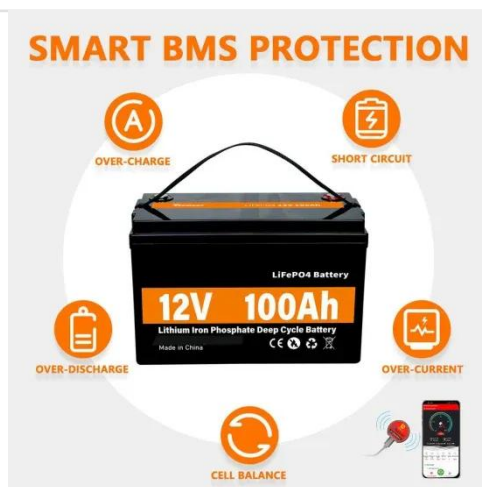 SMART BMS PROTECTION
OVER-CHARGE
SHORT CIRCUIT
LiFePO4 Battery
12V 100Ah
Lithium Iron Phosphate Deep Cycle Battery
Made in China
CE
OVER-DISCHARGE
OVER-CURRENT
CELL BALANCE